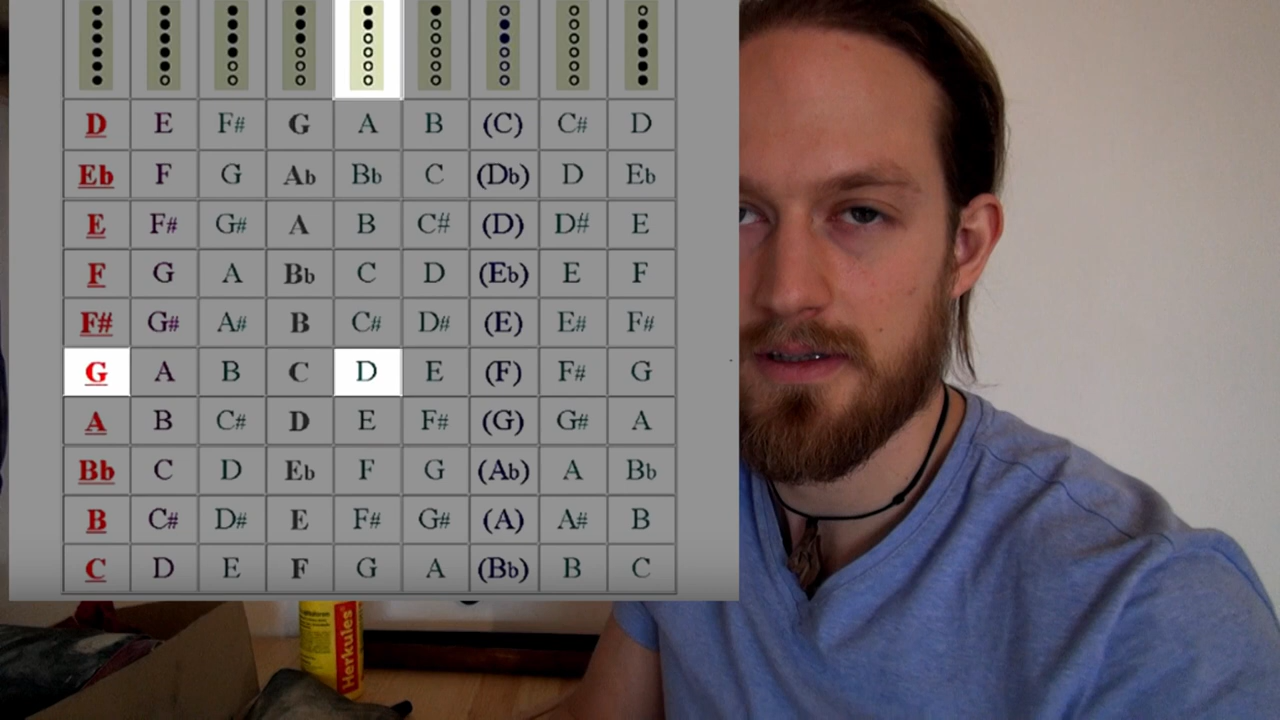 D E F# G A B (C) C# D
Eb F G Ab Bb C (Db) D Eb
E F# G# A B C# (D) D# E
F G A Bb C D (Eb) E F
F# G# A# B C# D# (E) E# F#
G A B C D E (F) F# G
A B C# D E F# (G) G# A
Bb C D Eb F G (Ab) A Bb
B C# D# E F# G# (A) A# B
C D E F G A (Bb) B C
Herkules